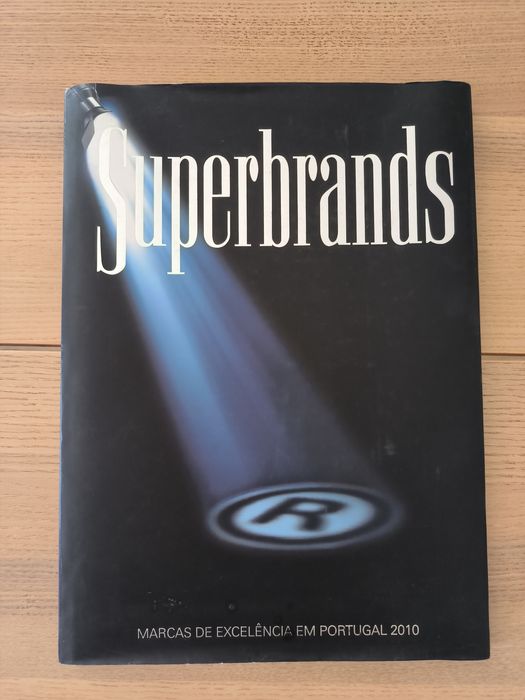 Superbrands
R
MARCAS DE EXCELÊNCIA EM PORTUGAL 2010